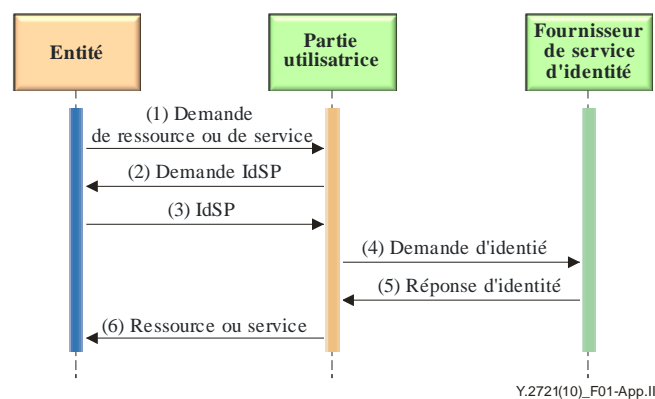 Entité
Partie
utilisatrice
Fournisseur
de service
d'identité
(1) Demande
de ressource ou de service
(2) Demande IdSP
(3) IdSP
(4) Demande d'identié
(5) Réponse d'identité
(6) Ressource ou service
Y.2721(10)_F01-App.II